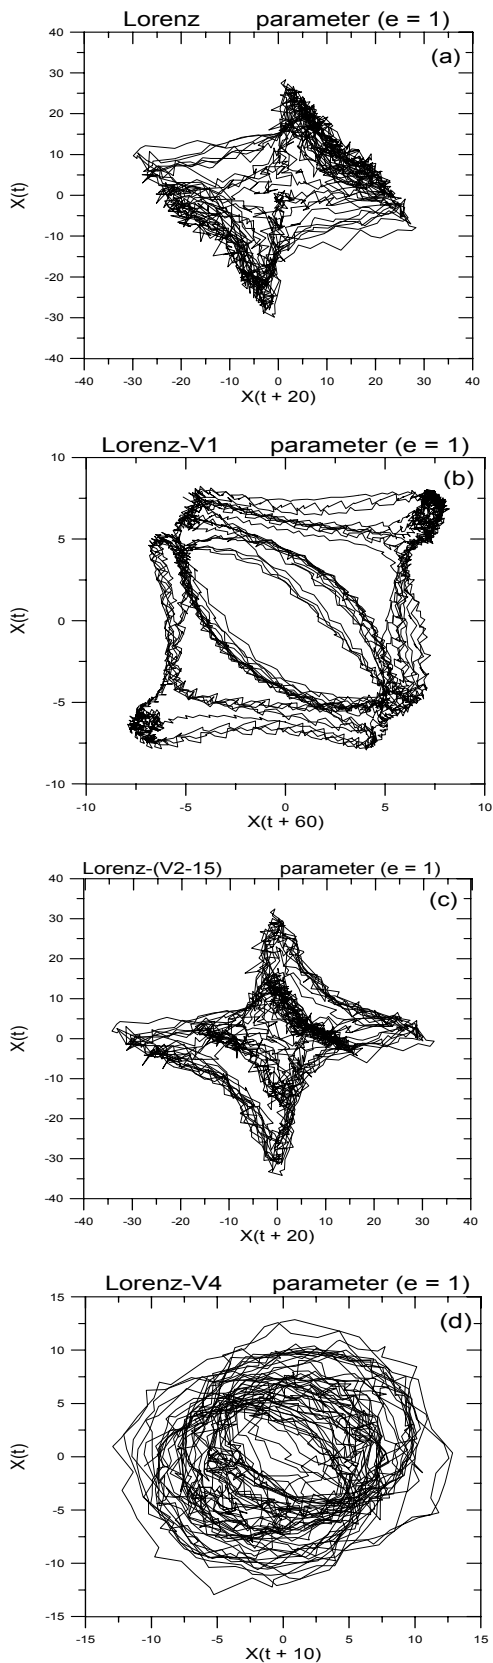 Lorenz parameter (e = 1)
(a)
40
30
20
10
0
-10
-20
-30
-40
X(t)
-40 -30 -20 -10 0 10 20 30 40
X(t + 20)
Lorenz-V1 parameter (e = 1)
(b)
10
5
0
-5
-10
X(t)
-10 -5 0 5 10
X(t + 60)
Lorenz-(V2-15) parameter (e = 1)
(c)
40
30
20
10
0
-10
-20
-30
-40
X(t)
-40 -30 -20 -10 0 10 20 30 40
X(t + 20)
Lorenz-V4 parameter (e = 1)
(d)
15
10
5
0
-5
-10
-15
X(t)
-15 -10 -5 0 5 10 15
X(t + 10)